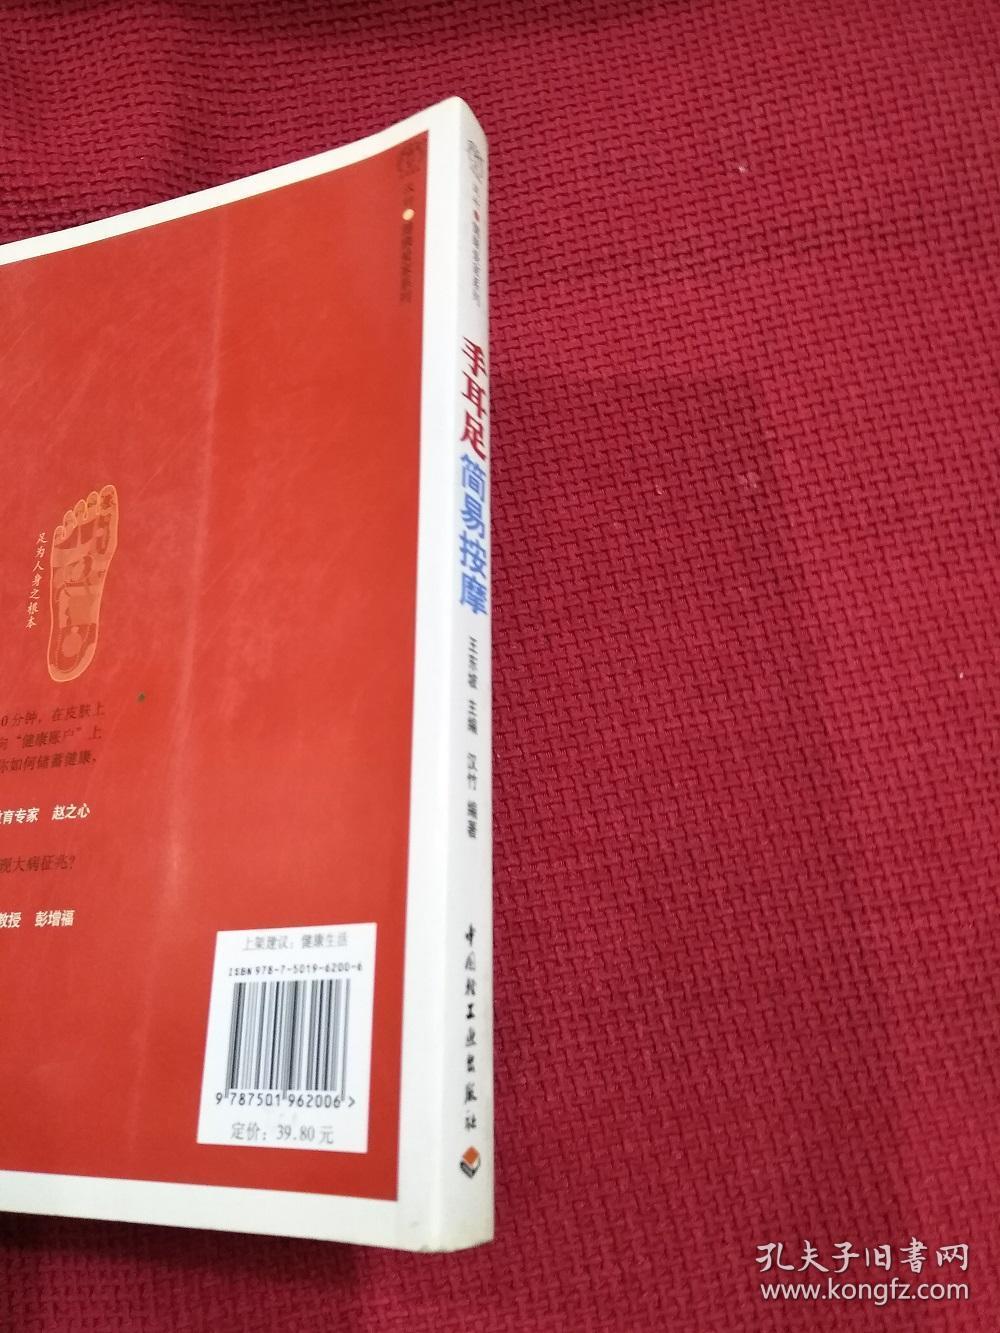 足为人身之根本
0分钟，在皮肤上
向“健康账户”上
你如何储蓄健康，
育专家 赵之心
视大病征兆？
教授 彭增福
上架建议：健康生活
ISBN 978-7-5019-6200-6
9 787501 962006 >
定价：39.80元
手耳足简易按摩
王东坡 主编 汉竹 编著
中国轻工业出版社
孔夫子旧書网
www.kongfz.com